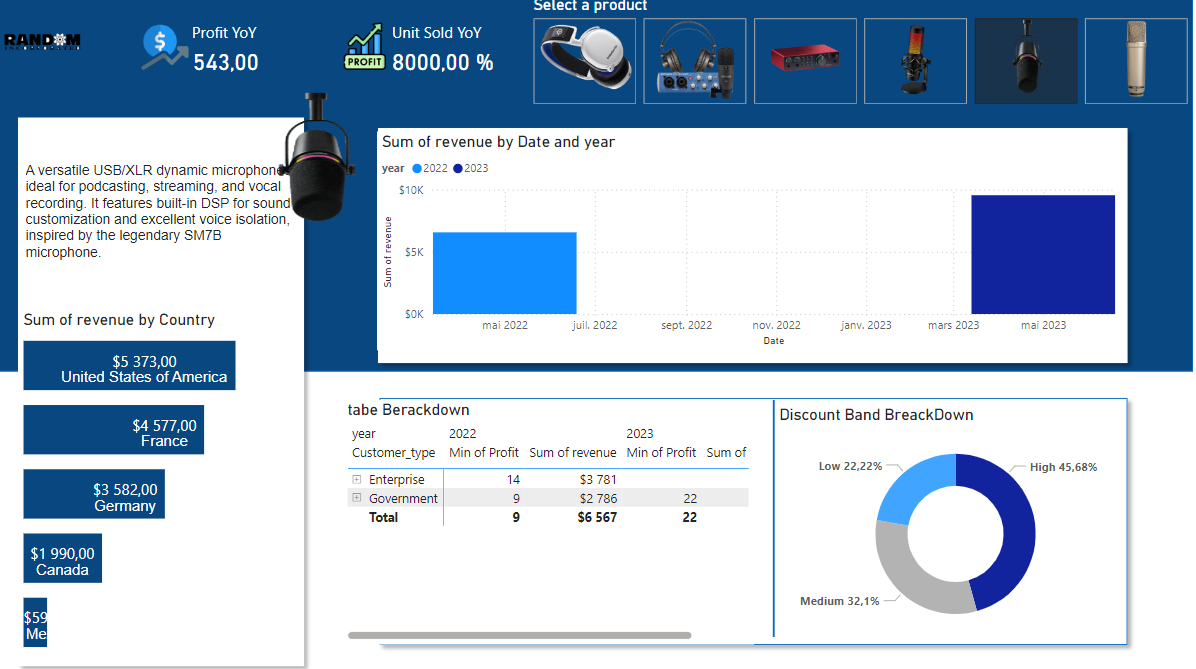 Select a product
RANDOM
Profit YoY
543,00
Unit Sold YoY
8000,00 %
PROFIT
A versatile USB/XLR dynamic microphone
ideal for podcasting, streaming, and vocal
recording. It features built-in DSP for sound
customization and excellent voice isolation,
inspired by the legendary SM7B
microphone.
Sum of revenue by Country
$5 373,00
United States of America
$4 577,00
France
$3 582,00
Germany
$1 990,00
Canada
$59
Me
Sum of revenue by Date and year
year 2022 2023
$10K
$5K
$0K
Sum of revenue
mai 2022 juil. 2022 sept. 2022 nov. 2022 janv. 2023 mars 2023 mai 2023
Date
tabe Berackdown
year 2022 2023
Customer_type Min of Profit Sum of revenue Min of Profit Sum of
Enterprise 14 $3 781
Government 9 $2 786 22
Total 9 $6 567 22
Discount Band BreackDown
Low 22,22%
High 45,68%
Medium 32,1%